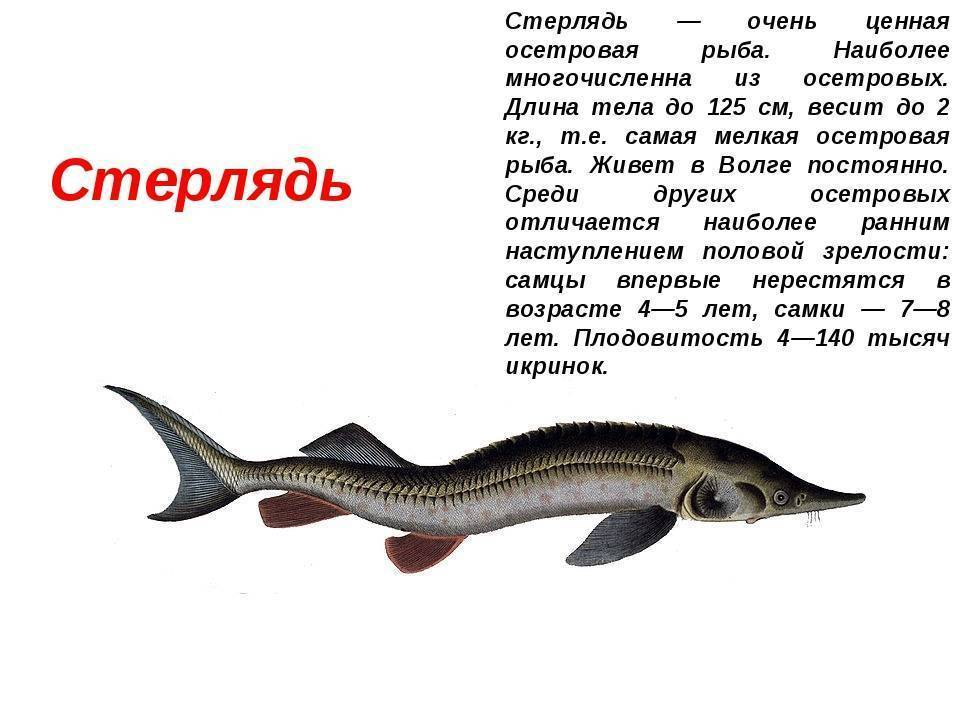 Стерлядь
Стерлядь — очень ценная
осетровая рыба. Наиболее
многочисленна из осетровых.
Длина тела до 125 см, весит до 2
кг., т.е. самая мелкая осетровая
рыба. Живет в Волге постоянно.
Среди других осетровых
отличается наиболее ранним
наступлением половой зрелости:
самцы впервые нерестятся в
возрасте 4—5 лет, самки — 7—8
лет. Плодовитость 4—140 тысяч
икринок.